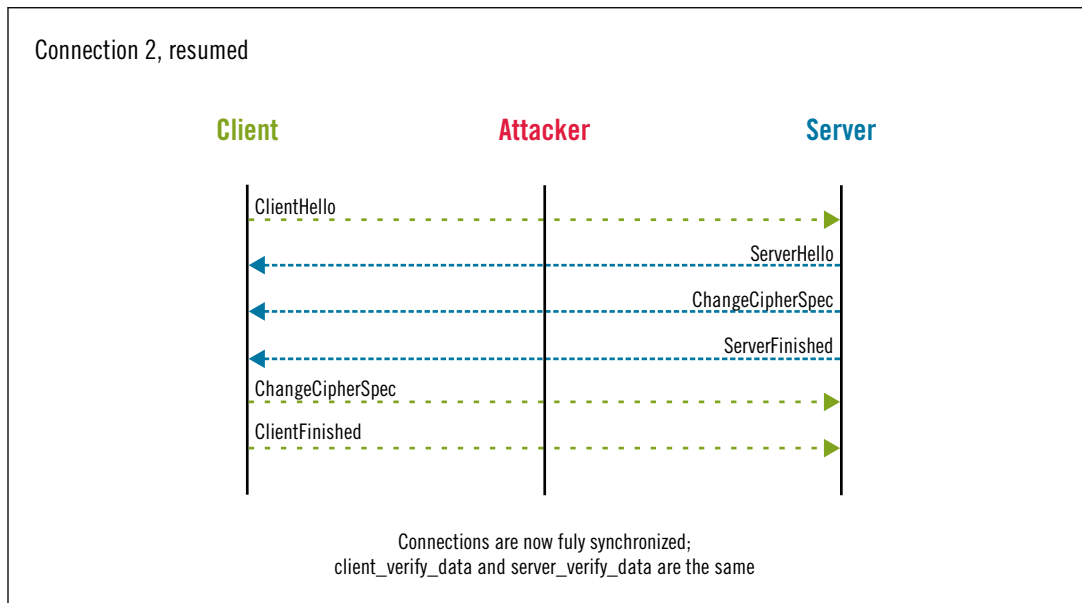 Connection 2, resumed
Client Attacker Server
ClientHello
ServerHello
ChangeCipherSpec
ServerFinished
ChangeCipherSpec
ClientFinished
Connections are now fuly synchronized;
client_verify_data and server_verify_data are the same